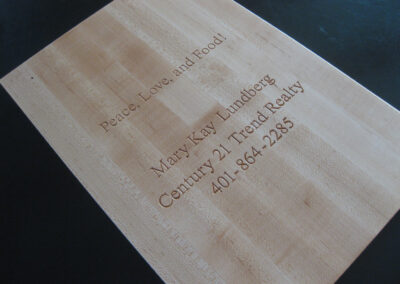 Peace, Love, and Food!
Mary Kay Lundberg
Century 21 Trend Realty
401-864-2285